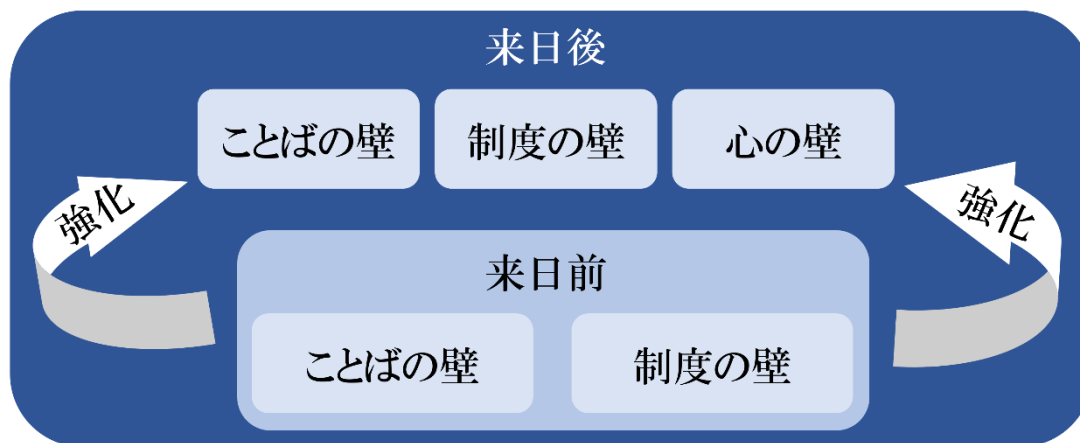 来日後
ことばの壁
制度の壁
心の壁
強化
強化
来日前
ことばの壁
制度の壁